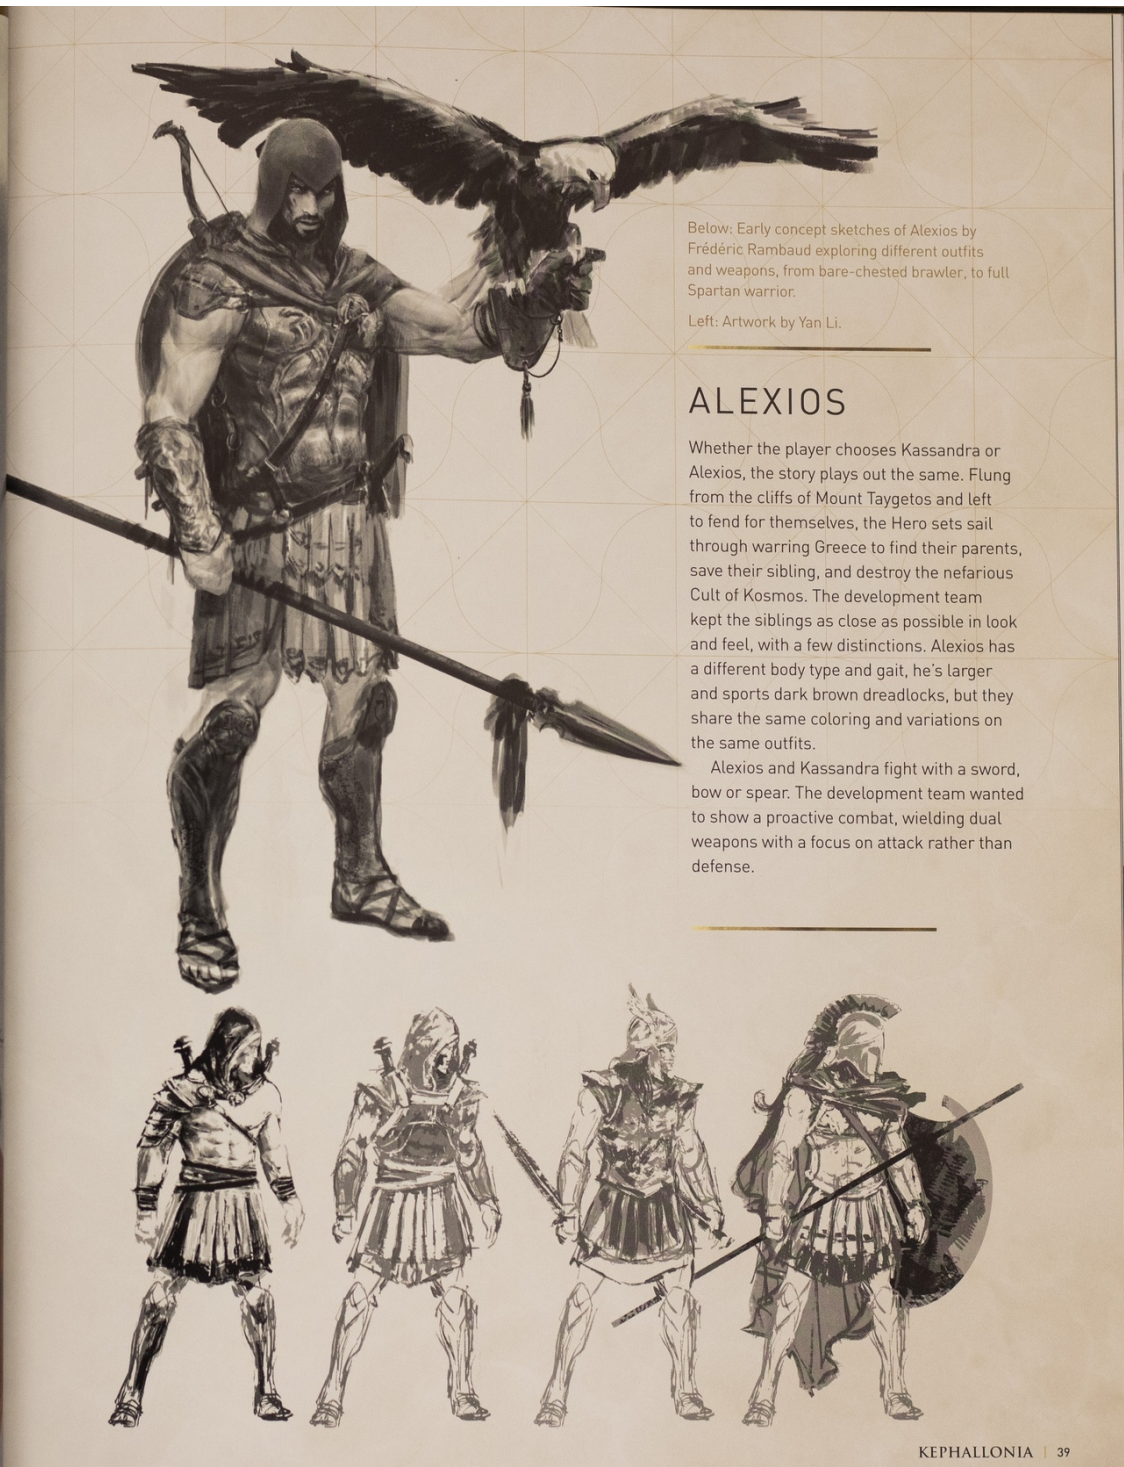 Below: Early concept sketches of Alexios by
Frédéric Rambaud exploring different outfits
and weapons, from bare-chested brawler, to full
Spartan warrior.
Left: Artwork by Yan Li.
ALEXIOS
Whether the player chooses Kassandra or
Alexios, the story plays out the same. Flung
from the cliffs of Mount Taygetos and left
to fend for themselves, the Hero sets sail
through warring Greece to find their parents,
save their sibling, and destroy the nefarious
Cult of Kosmos. The development team
kept the siblings as close as possible in look
and feel, with a few distinctions. Alexios has
a different body type and gait, he's larger
and sports dark brown dreadlocks, but they
share the same coloring and variations on
the same outfits.
Alexios and Kassandra fight with a sword,
bow or spear. The development team wanted
to show a proactive combat, wielding dual
weapons with a focus on attack rather than
defense.
KEPHALLONIA | 39